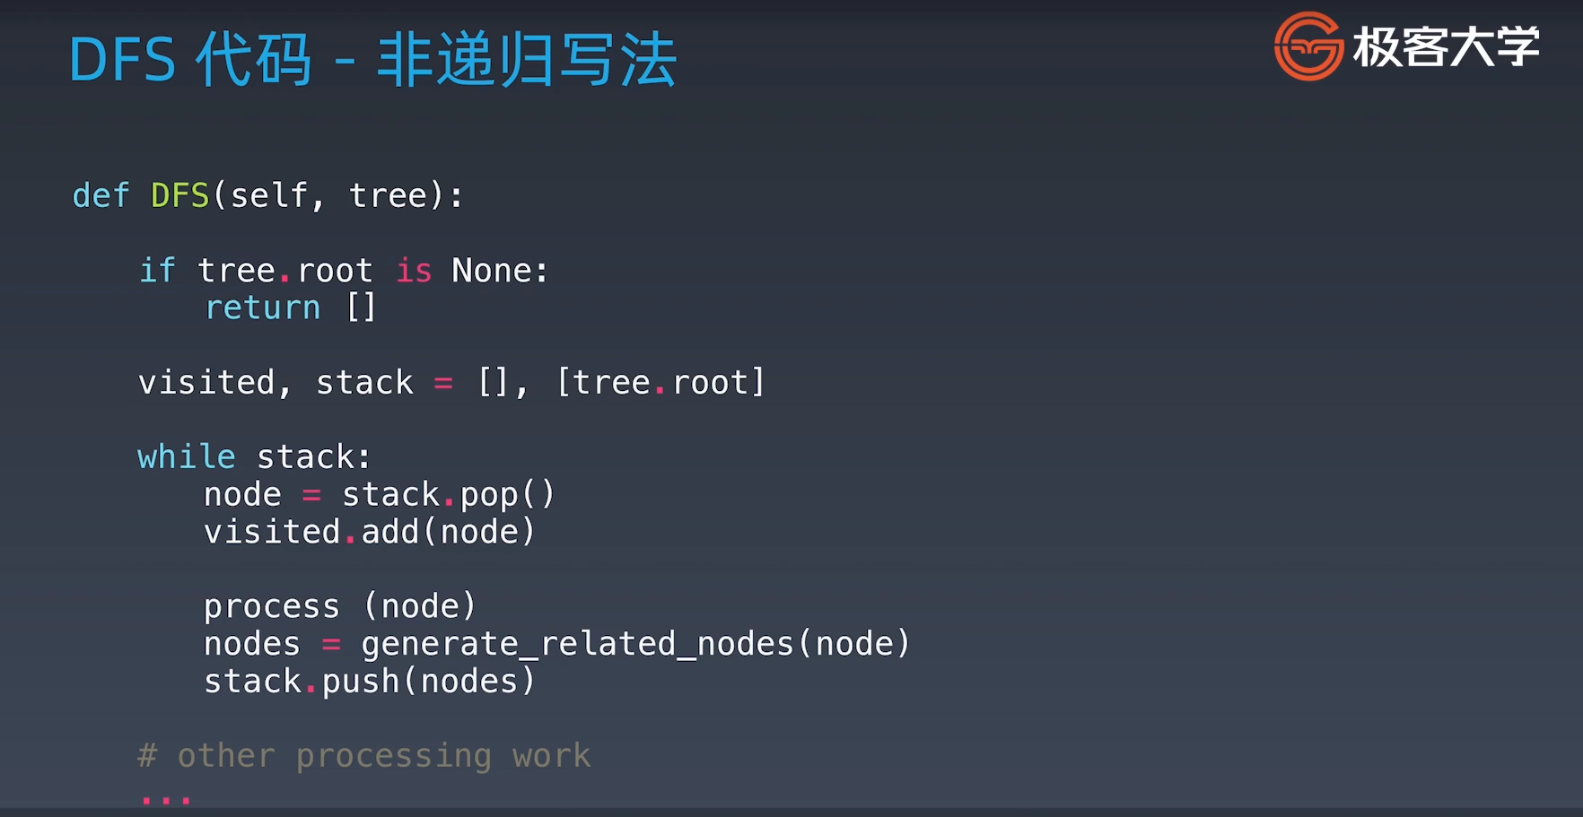 DFS 代码 - 非递归写法
极客大学
def DFS(self, tree):
if tree.root is None:
return []
visited, stack = [], [tree.root]
while stack:
node = stack.pop()
visited.add(node)
process (node)
nodes = generate_related_nodes(node)
stack.push(nodes)
# other processing work
...